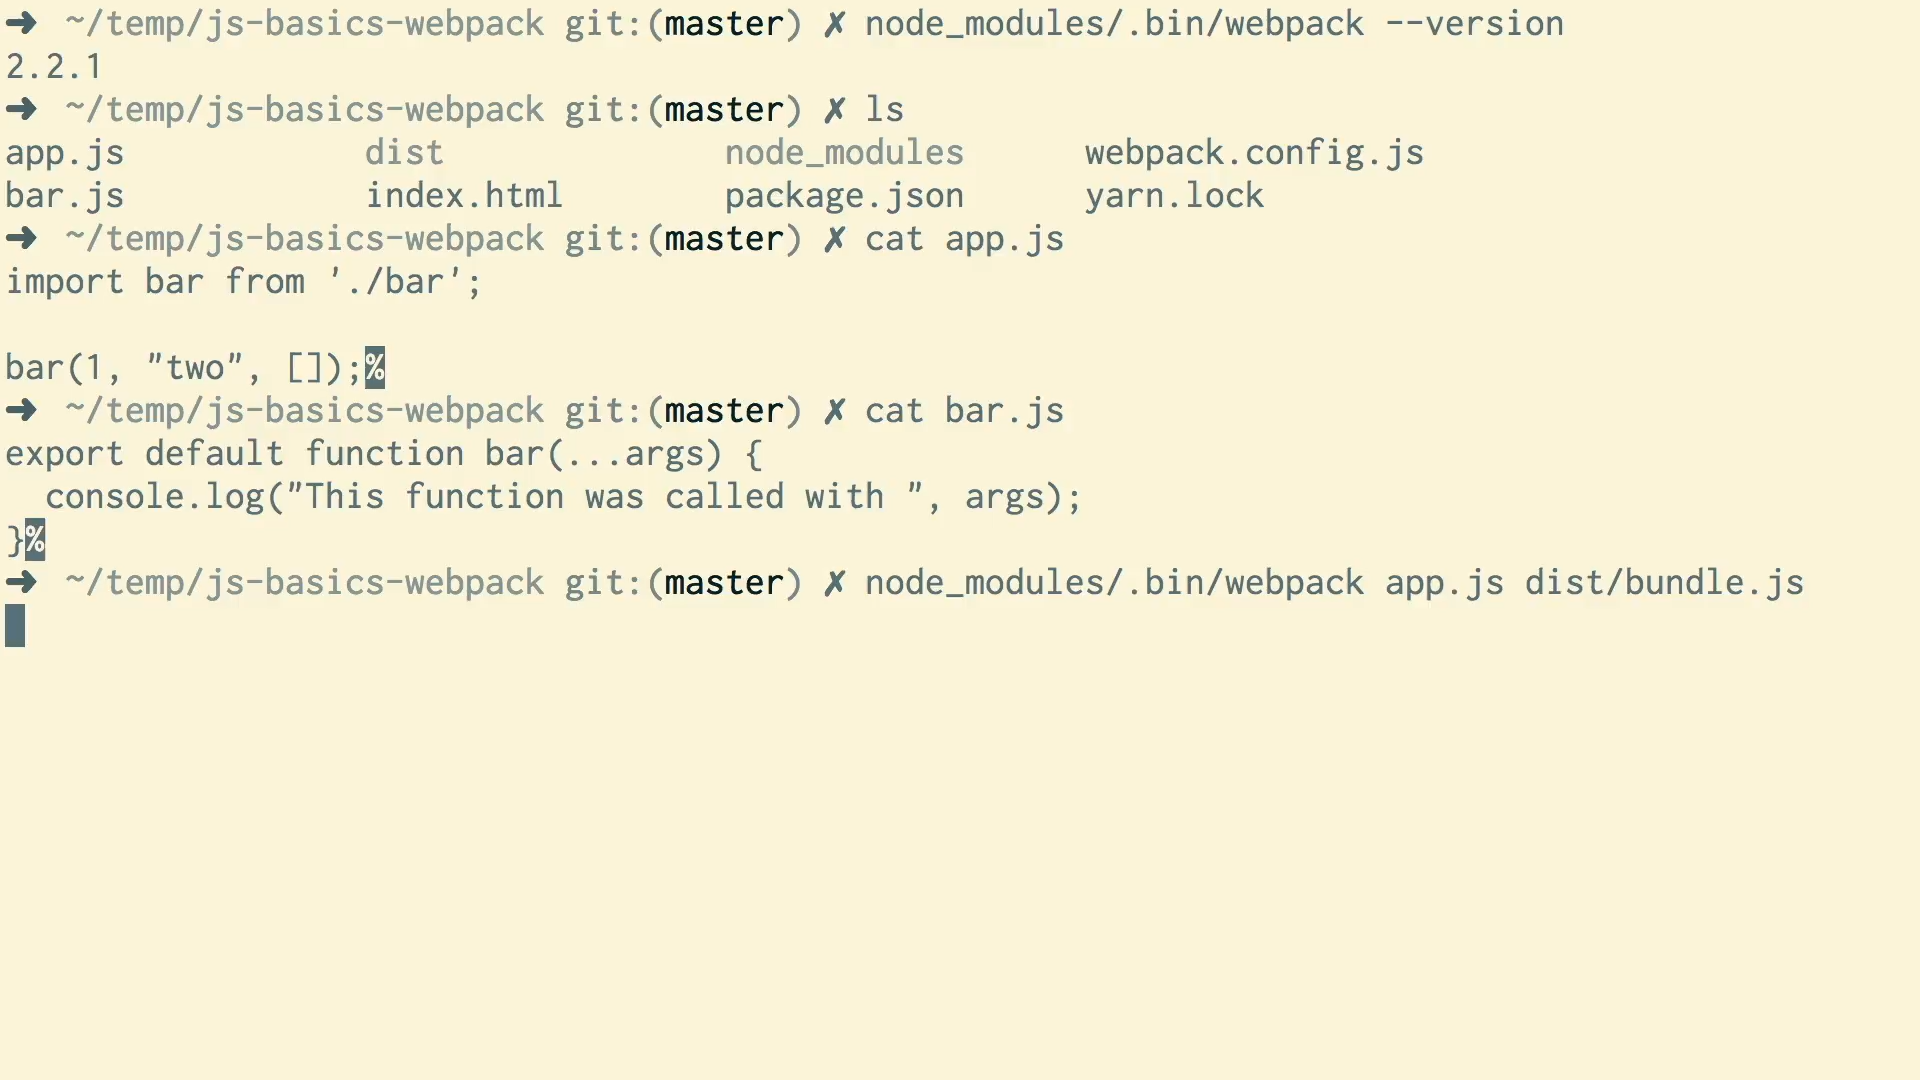 ➜ ~/temp/js-basics-webpack git:(master) ✗ node_modules/.bin/webpack --version
2.2.1
➜ ~/temp/js-basics-webpack git:(master) ✗ ls
app.js dist node_modules webpack.config.js
bar.js index.html package.json yarn.lock
➜ ~/temp/js-basics-webpack git:(master) ✗ cat app.js
import bar from './bar';
bar(1, "two", []);%
➜ ~/temp/js-basics-webpack git:(master) ✗ cat bar.js
export default function bar(...args) {
  console.log("This function was called with ", args);
}%
➜ ~/temp/js-basics-webpack git:(master) ✗ node_modules/.bin/webpack app.js dist/bundle.js